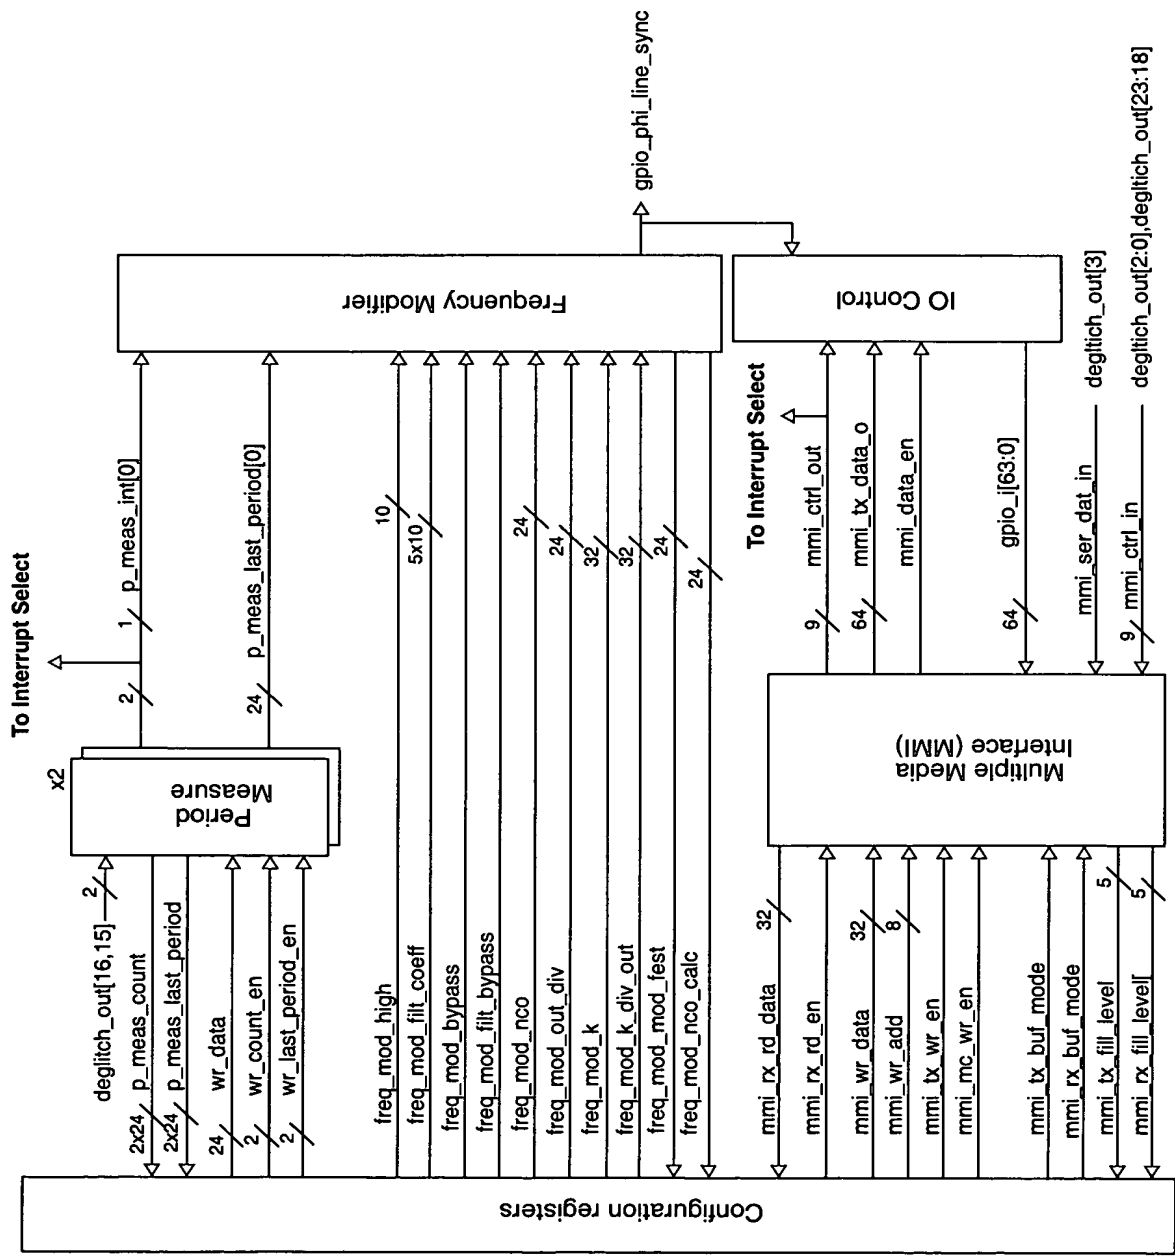 To Interrupt Select
x2
Period
Measure
deglitch_out[16,15]
2
2x24
p_meas_count
2x24
p_meas_last_period
24
wr_data
2
wr_count_en
2
wr_last_period_en
2
1
p_meas_int[0]
24
p_meas_last_period[0]
freq_mod_high
10
freq_mod_filt_coeff
5x10
freq_mod_bypass
freq_mod_filt_bypass
freq_mod_nco
24
freq_mod_out_div
24
freq_mod_k
32
freq_mod_k_div_out
32
freq_mod_mod_fest
24
freq_mod_nco_calc
24
Frequency Modifier
gpio_phi_line_sync
To Interrupt Select
IO Control
9
mmi_ctrl_out
64
mmi_tx_data_o
mmi_data_en
64
gpio_i[63:0]
mmi_ser_dat_in
degltich_out[3]
9
mmi_ctrl_in
degltich_out[2:0],degltich_out[23:18]
Multiple Media
Interface (MMI)
mmi_rx_rd_data
32
mmi_rx_rd_en
mmi_wr_data
32
mmi_wr_add
8
mmi_tx_wr_en
mmi_mc_wr_en
mmi_tx_buf_mode
mmi_rx_buf_mode
mmi_tx_fill_level
5
mmi_rx_fill_level[
5
Configuration registers